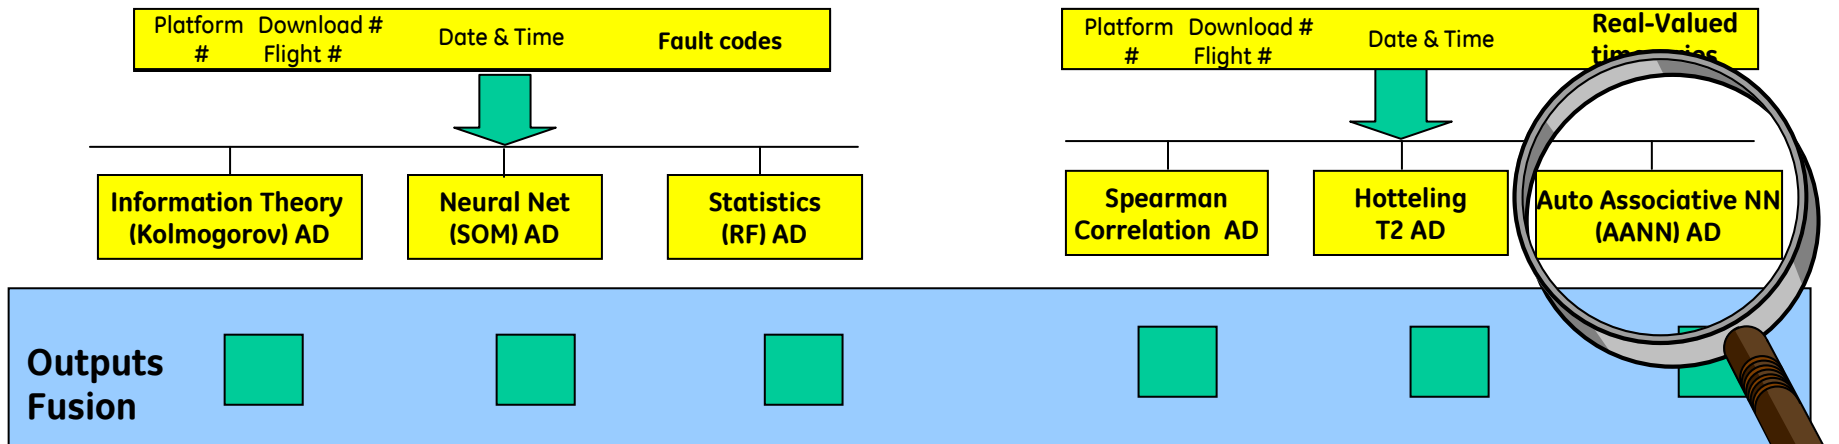 Platform Download # Date & Time Fault codes
# Flight #
Platform Download # Date & Time Real-Valued
# Flight #
Information Theory
(Kolmogorov) AD
Neural Net
(SOM) AD
Statistics
(RF) AD
Spearman
Correlation AD
Hotteling
T2 AD
Auto Associative NN
(AANN) AD
Outputs
Fusion